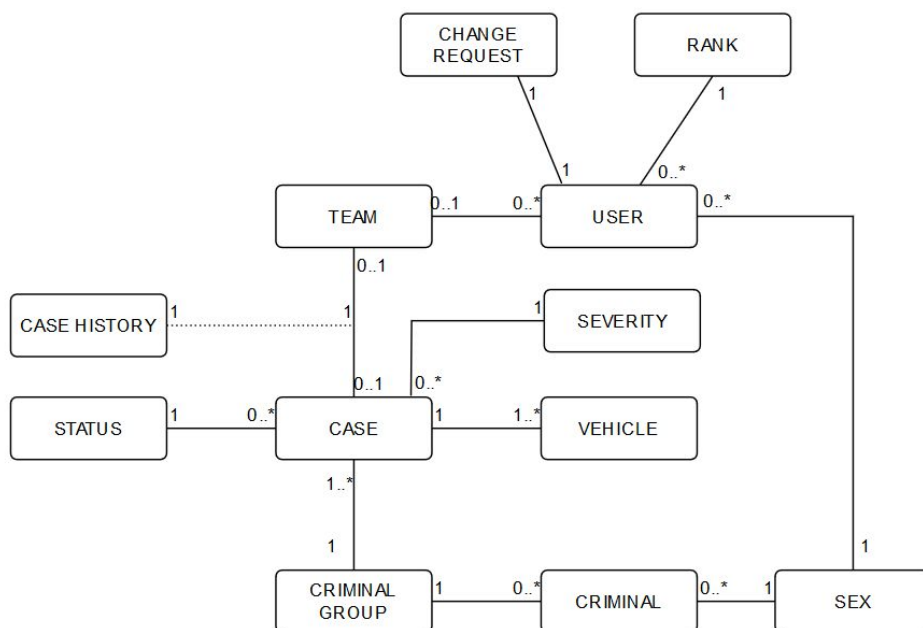 CHANGE
REQUEST
RANK
1
1
1
0..*
TEAM
0..1
0..*
USER
0..*
0..1
CASE HISTORY
1
1
1
SEVERITY
0..1
0..*
STATUS
1
0..*
CASE
1
1..*
VEHICLE
1..*
1
1
CRIMINAL
GROUP
1
0..*
CRIMINAL
0..*
1
SEX